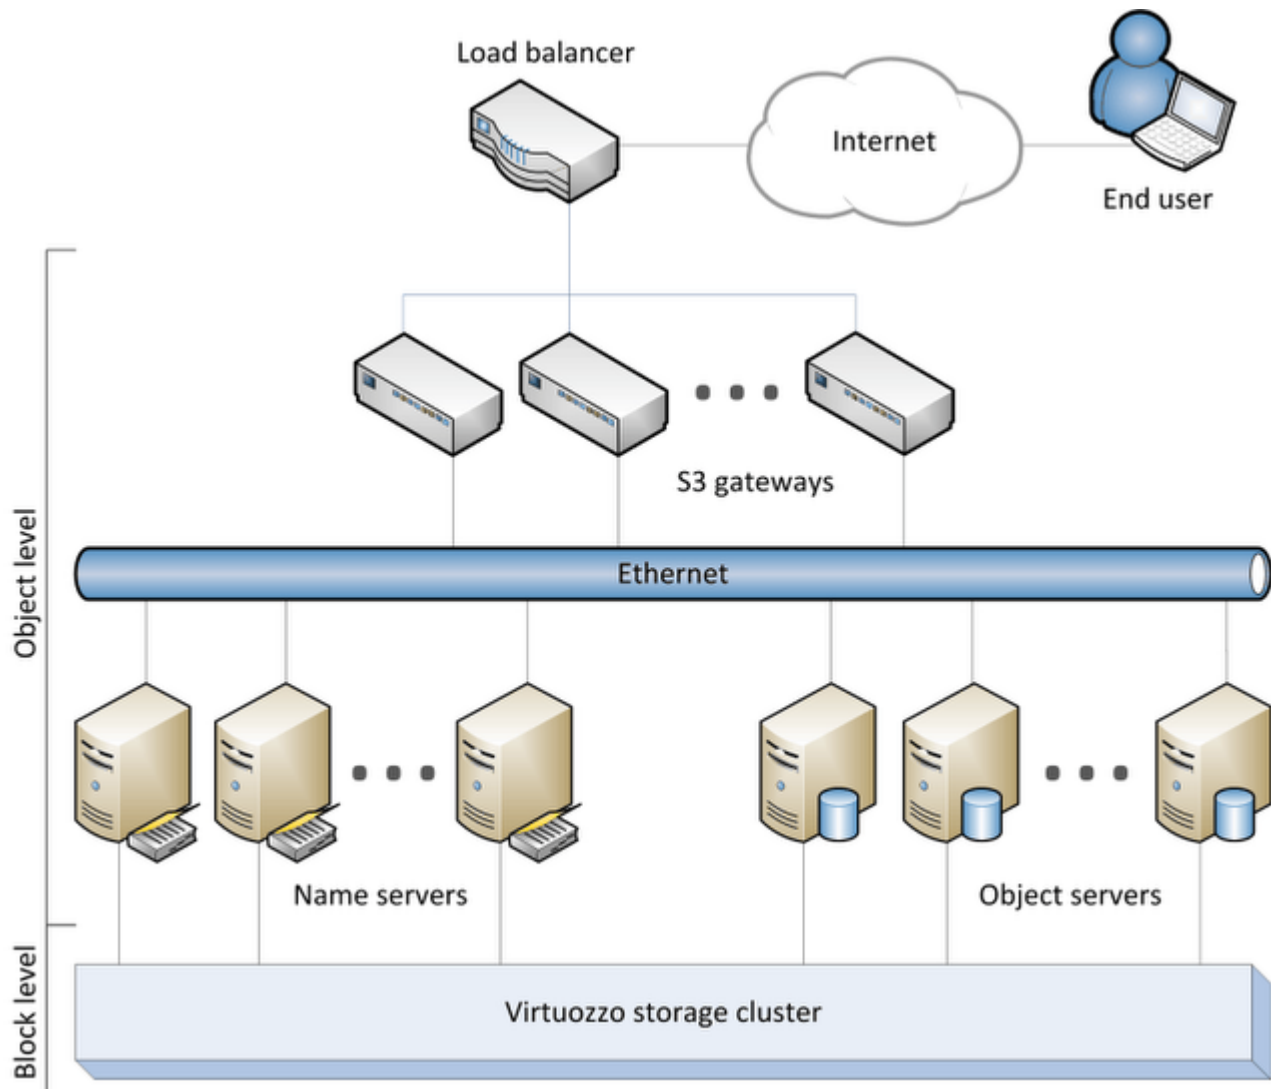 Load balancer
Internet
End user
S3 gateways
Object level
Ethernet
Name servers
Object servers
Block level
Virtuozzo storage cluster